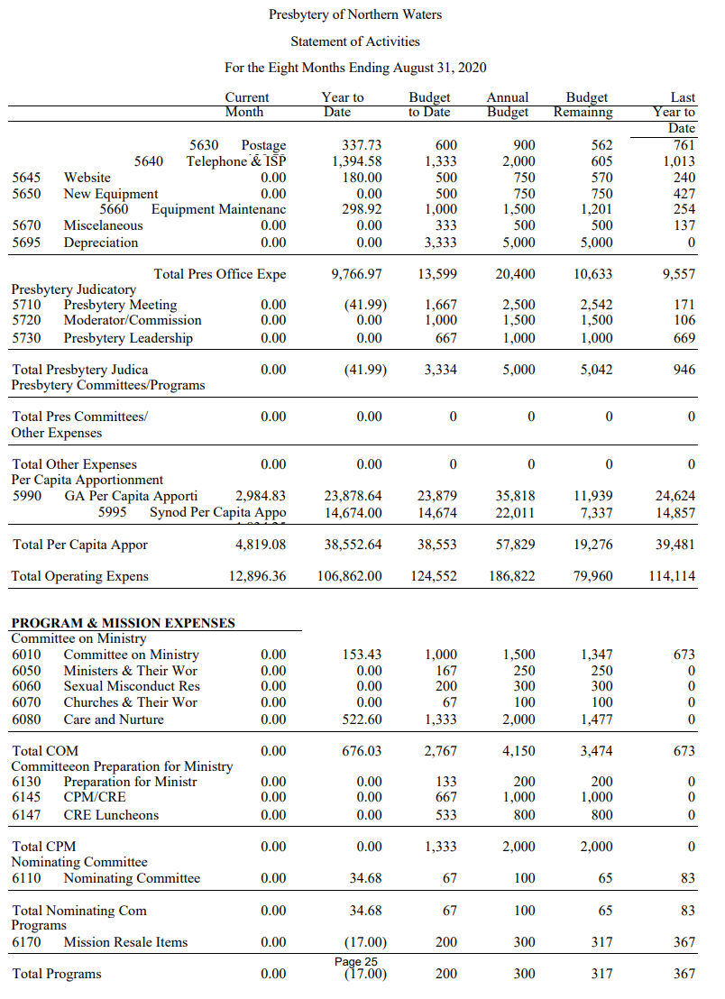 Presbytery of Northern Waters
Statement of Activities
For the Eight Months Ending August 31, 2020
Current Year to Budget Annual Budget Last
Month Date to Date Budget Remainng Year to
Date
5630 Postage 337.73 600 900 562 761
5640 Telephone & ISP 1,394.58 1,333 2,000 605 1,013
5645 Website 0.00 180.00 500 750 570 240
5650 New Equipment 0.00 0.00 500 750 750 427
5660 Equipment Maintenanc 298.92 1,000 1,500 1,201 254
5670 Miscelaneous 0.00 0.00 333 500 500 137
5695 Depreciation 0.00 0.00 3,333 5,000 5,000 0
Total Pres Office Expe 9,766.97 13,599 20,400 10,633 9,557
Presbytery Judicatory
5710 Presbytery Meeting 0.00 (41.99) 1,667 2,500 2,542 171
5720 Moderator/Commission 0.00 0.00 1,000 1,500 1,500 106
5730 Presbytery Leadership 0.00 0.00 667 1,000 1,000 669
Total Presbytery Judica 0.00 (41.99) 3,334 5,000 5,042 946
Presbytery Committees/Programs
Total Pres Committees/ 0.00 0.00 0 0 0 0
Other Expenses
Total Other Expenses 0.00 0.00 0 0 0 0
Per Capita Apportionment
5990 GA Per Capita Apporti 2,984.83 23,878.64 23,879 35,818 11,939 24,624
5995 Synod Per Capita Appo 14,674.00 14,674 22,011 7,337 14,857
Total Per Capita Appor 4,819.08 38,552.64 38,553 57,829 19,276 39,481
Total Operating Expens 12,896.36 106,862.00 124,552 186,822 79,960 114,114
PROGRAM & MISSION EXPENSES
Committee on Ministry
6010 Committee on Ministry 0.00 153.43 1,000 1,500 1,347 673
6050 Ministers & Their Wor 0.00 0.00 167 250 250 0
6060 Sexual Misconduct Res 0.00 0.00 200 300 300 0
6070 Churches & Their Wor 0.00 0.00 67 100 100 0
6080 Care and Nurture 0.00 522.60 1,333 2,000 1,477 0
Total COM 0.00 676.03 2,767 4,150 3,474 673
Committeeon Preparation for Ministry
6130 Preparation for Ministr 0.00 0.00 133 200 200 0
6145 CPM/CRE 0.00 0.00 667 1,000 1,000 0
6147 CRE Luncheons 0.00 0.00 533 800 800 0
Total CPM 0.00 0.00 1,333 2,000 2,000 0
Nominating Committee
6110 Nominating Committee 0.00 34.68 67 100 65 83
Total Nominating Com 0.00 34.68 67 100 65 83
Programs
6170 Mission Resale Items 0.00 (17.00) 200 300 317 367
Page 25
Total Programs 0.00 (17.00) 200 300 317 367